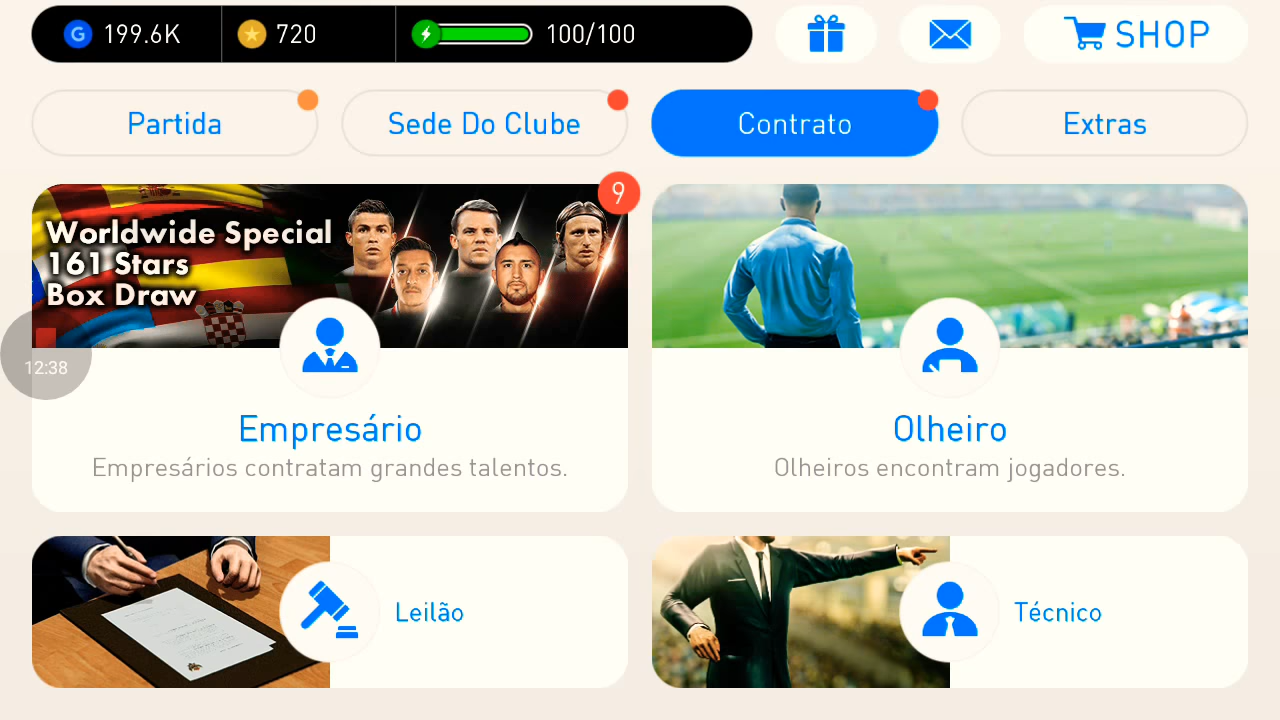 G 199.6K 720 100/100 SHOP
Partida Sede Do Clube Contrato Extras
9
Worldwide Special
161 Stars
Box Draw
12:38
Empresário
Empresários contratam grandes talentos.
Olheiro
Olheiros encontram jogadores.
Leilão
Técnico